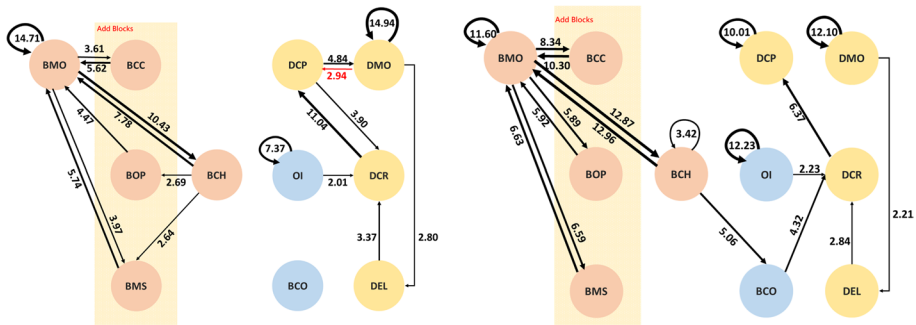 Add Blocks
14.71
3.61
5.62
BMO
BCC
4.47
7.78
10.43
BOP
2.69
BCH
5.74
3.97
2.64
BMS
14.94
DCP
4.84
2.94
DMO
3.90
11.04
7.37
OI
2.01
DCR
3.37
2.80
BCO
DEL
Add Blocks
11.60
8.34
10.30
BMO
BCC
12.87
12.96
5.89
5.92
6.63
BOP
3.42
BCH
6.59
BMS
5.06
10.01
12.10
DCP
DMO
6.37
12.23
OI
2.23
DCR
4.32
2.21
2.84
BCO
DEL